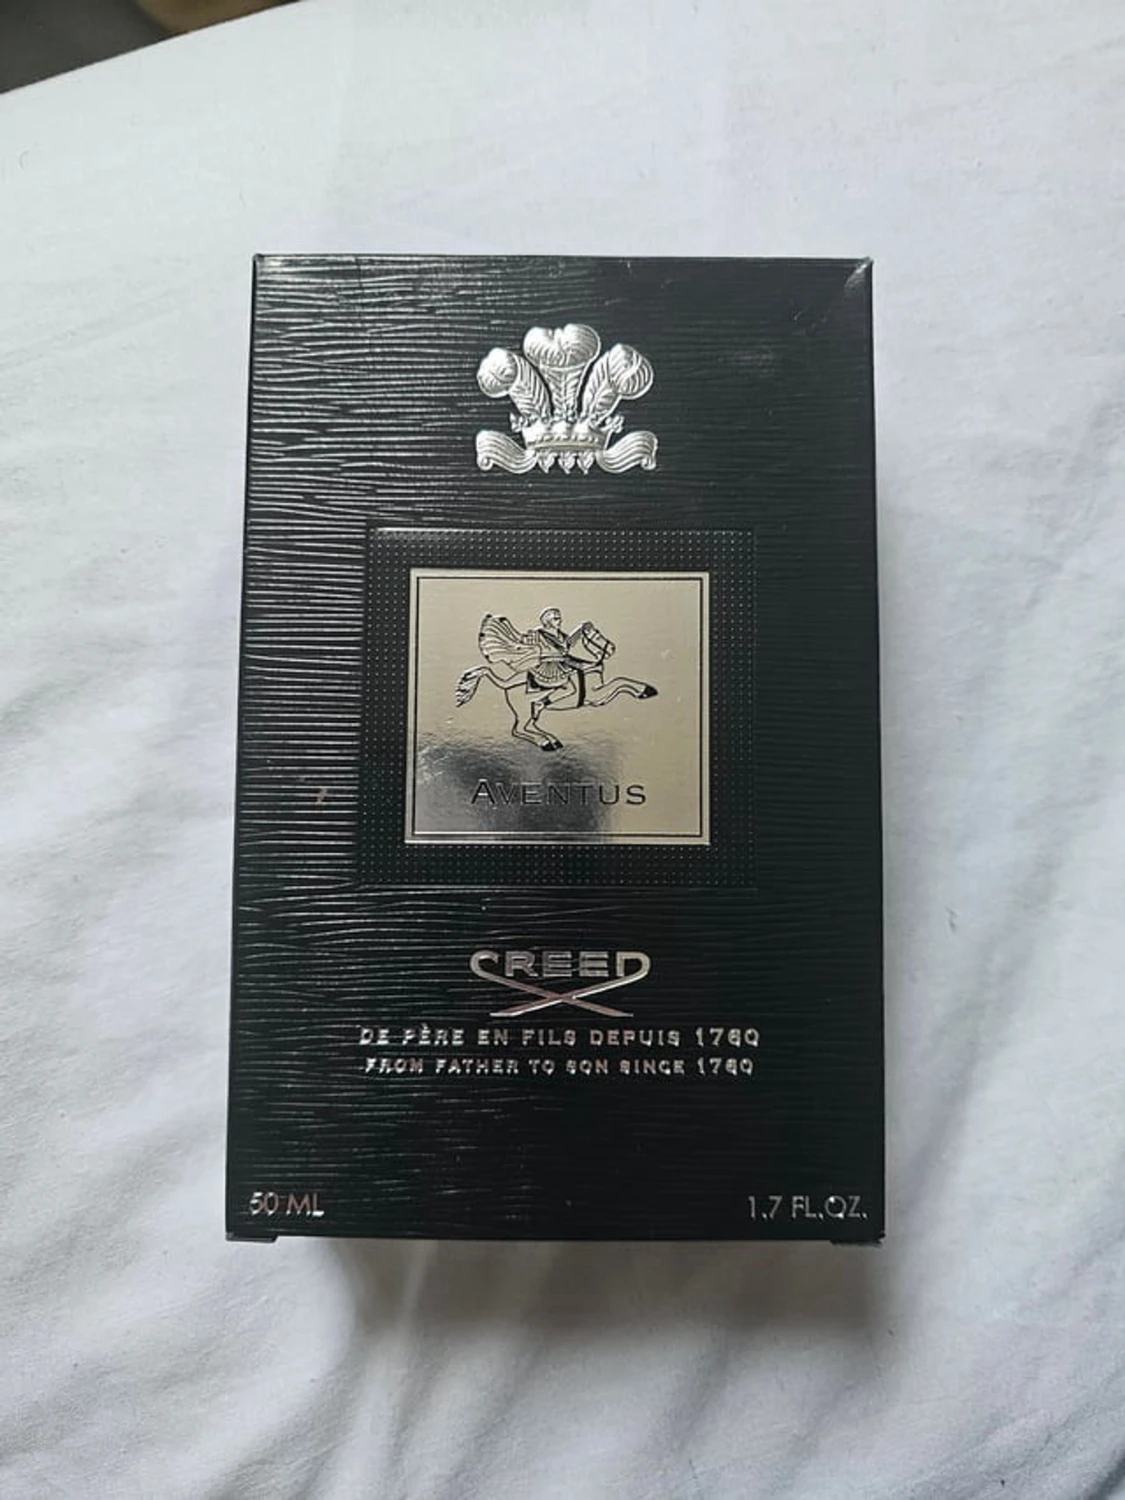 AVENTUS
CREED
DE PÈRE EN FILS DEPUIS 1760
FROM FATHER TO SON SINCE 1760
50 ML
1.7 FL.OZ.